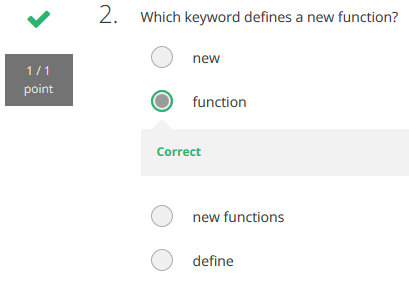 2. Which keyword defines a new function?
1 / 1
point
new
function
Correct
new functions
define